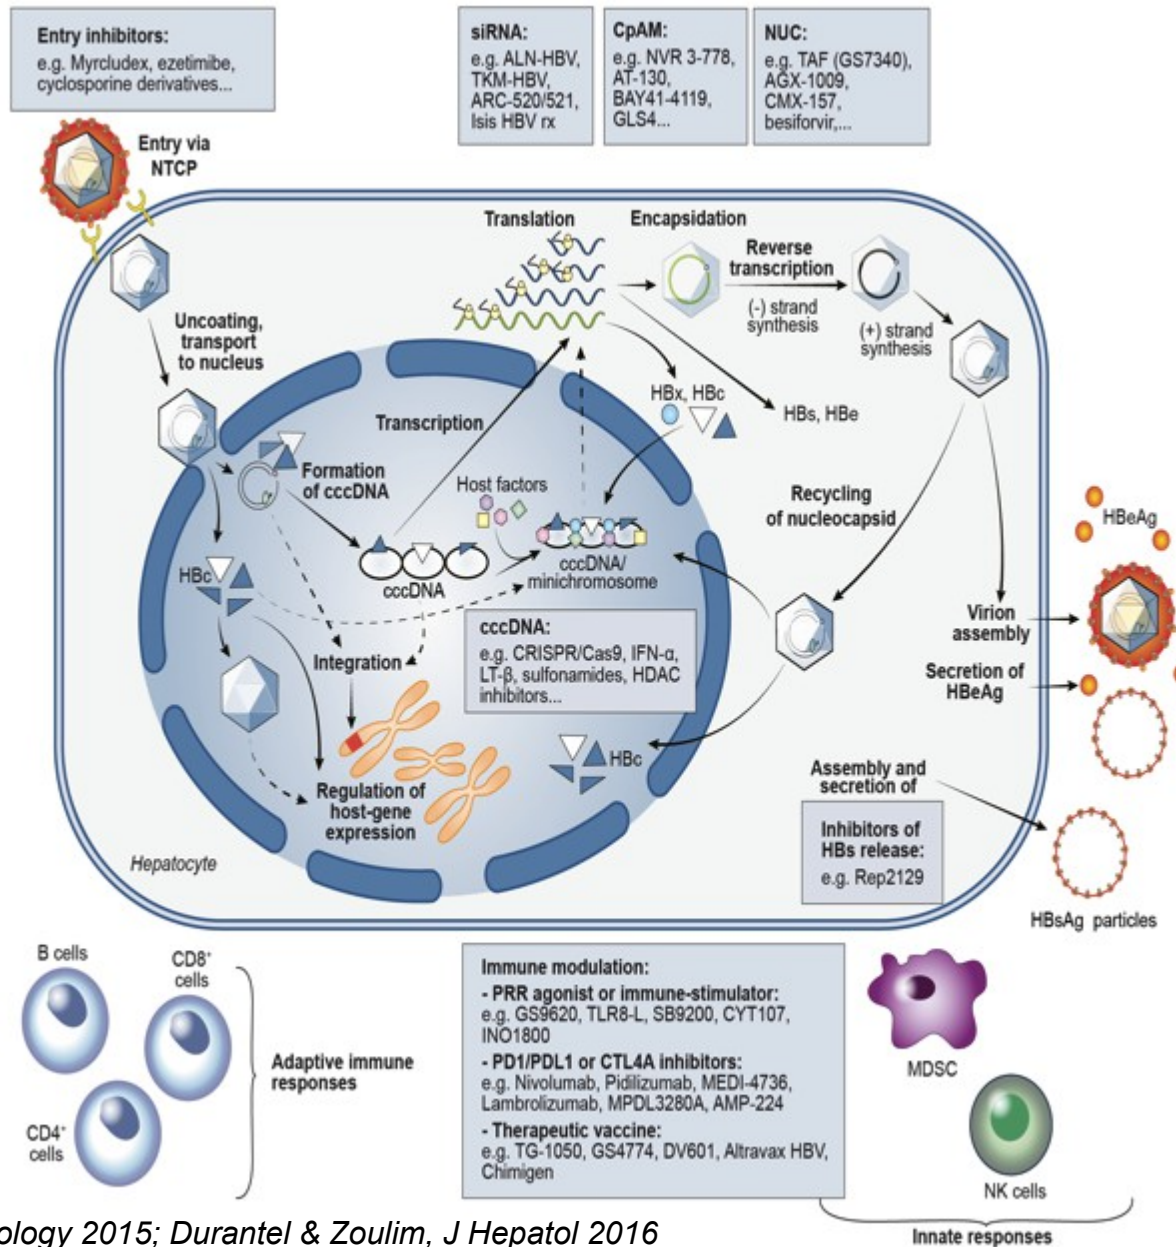 Entry inhibitors:
e.g. Myrcludex, ezetimibe,
cyclosporine derivatives...
siRNA:
e.g. ALN-HBV,
TKM-HBV,
ARC-520/521,
Isis HBV rx
CpAM:
e.g. NVR 3-778,
AT-130,
BAY41-4119,
GLS4...
NUC:
e.g. TAF (GS7340),
AGX-1009,
CMX-157,
besiforvir,...
Entry via
NTCP
Translation
Encapsidation
Reverse
transcription
(-) strand
synthesis
(+) strand
synthesis
Uncoating,
transport
to nucleus
HBx, HBc
HBs, HBe
Transcription
Formation
of cccDNA
Host factors
Recycling
of nucleocapsid
HBeAg
HBc
cccDNA
cccDNA/
minichromosome
cccDNA:
e.g. CRISPR/Cas9, IFN-α,
LT-β, sulfonamides, HDAC
inhibitors...
Integration
Virion
assembly
Secretion of
HBeAg
HBc
Regulation of
host-gene
expression
Assembly and
secretion of
Inhibitors of
HBs release:
e.g. Rep2129
Hepatocyte
HBsAg particles
B cells
CD8+
cells
CD4+
cells
Adaptive immune
responses
Immune modulation:
- PRR agonist or immune-stimulator:
e.g. GS9620, TLR8-L, SB9200, CYT107,
INO1800
- PD1/PDL1 or CTL4A inhibitors:
e.g. Nivolumab, Pidilizumab, MEDI-4736,
Lambrolizumab, MPDL3280A, AMP-224
- Therapeutic vaccine:
e.g. TG-1050, GS4774, DV601, Altravax HBV,
Chimigen
MDSC
NK cells
Innate responses
ology 2015; Durantel & Zoulim, J Hepatol 2016